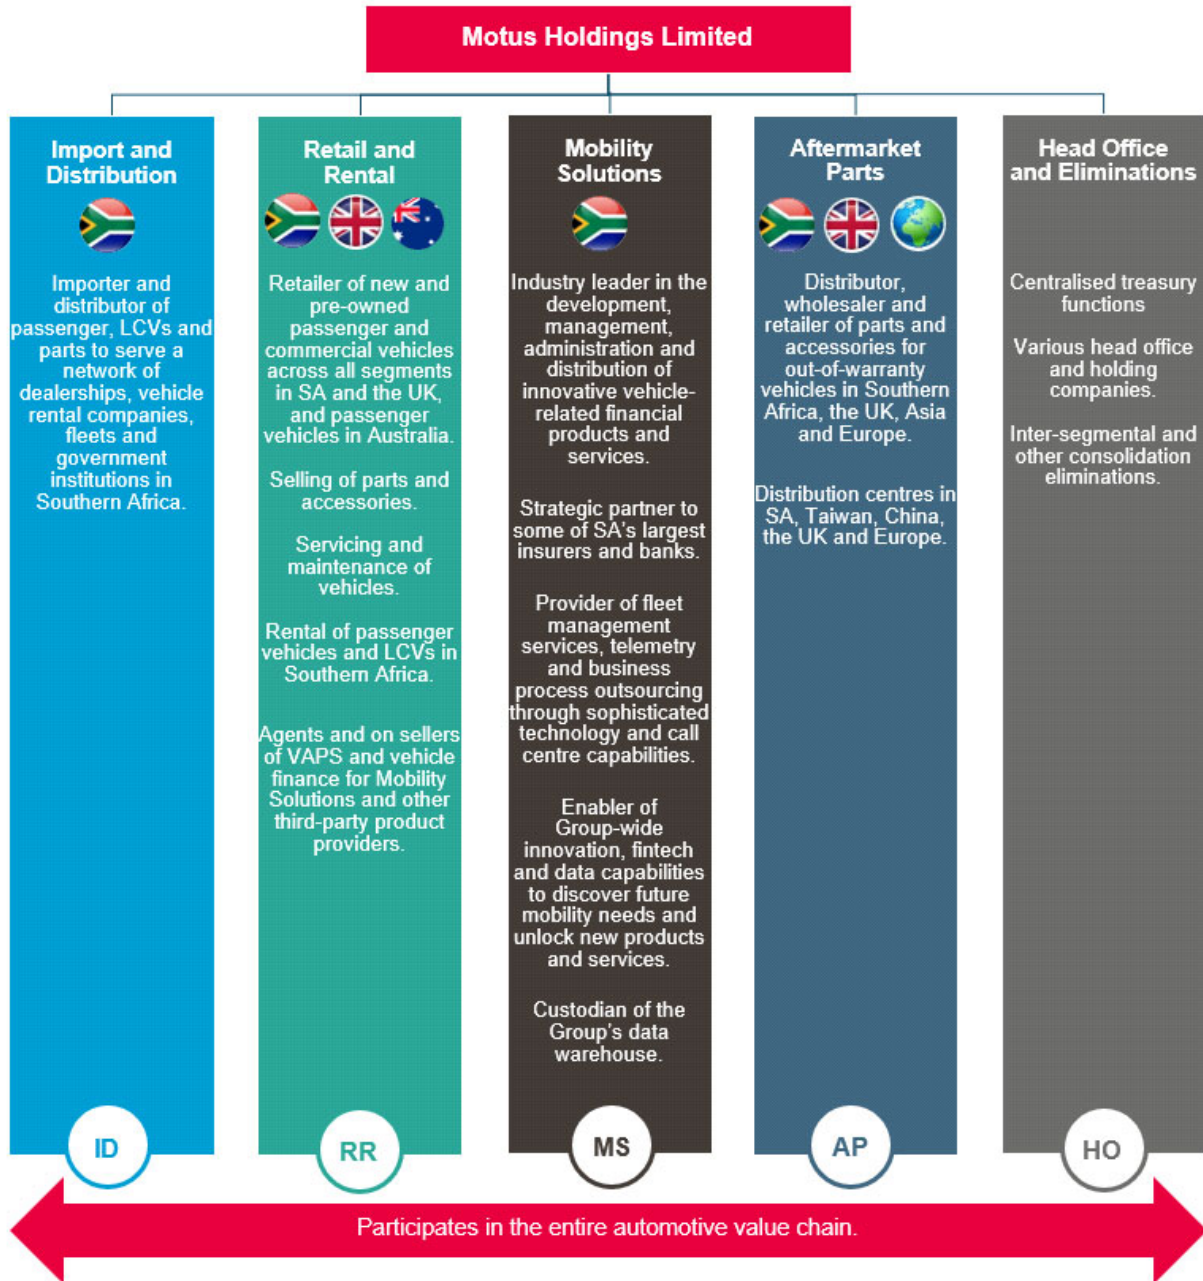 Motus Holdings Limited
Import and
Distribution
Importer and
distributor of
passenger, LCVs and
parts to serve a
network of
dealerships, vehicle
rental companies,
fleets and
government
institutions in
Southern Africa.
ID
Retail and
Rental
Retailer of new and
pre-owned
passenger and
commercial vehicles
across all segments
in SA and the UK,
and passenger
vehicles in Australia.
Selling of parts and
accessories.
Servicing and
maintenance of
vehicles.
Rental of passenger
vehicles and LCVs in
Southern Africa.
Agents and on sellers
of VAPS and vehicle
finance for Mobility
Solutions and other
third-party product
providers.
RR
Mobility
Solutions
Industry leader in the
development,
management,
administration and
distribution of
innovative vehicle-
related financial
products and
services.
Strategic partner to
some of SA's largest
insurers and banks.
Provider of fleet
management
services, telemetry
and business
process outsourcing
through sophisticated
technology and call
centre capabilities.
Enabler of
Group-wide
innovation, fintech
and data capabilities
to discover future
mobility needs and
unlock new products
and services.
Custodian of the
Group's data
warehouse.
MS
Aftermarket
Parts
Distributor,
wholesaler and
retailer of parts and
accessories for
out-of-warranty
vehicles in Southern
Africa, the UK, Asia
and Europe.
Distribution centres in
SA, Taiwan, China,
the UK and Europe.
AP
Head Office
and Eliminations
Centralised treasury
functions
Various head office
and holding
companies.
Inter-segmental and
other consolidation
eliminations.
HO
Participates in the entire automotive value chain.